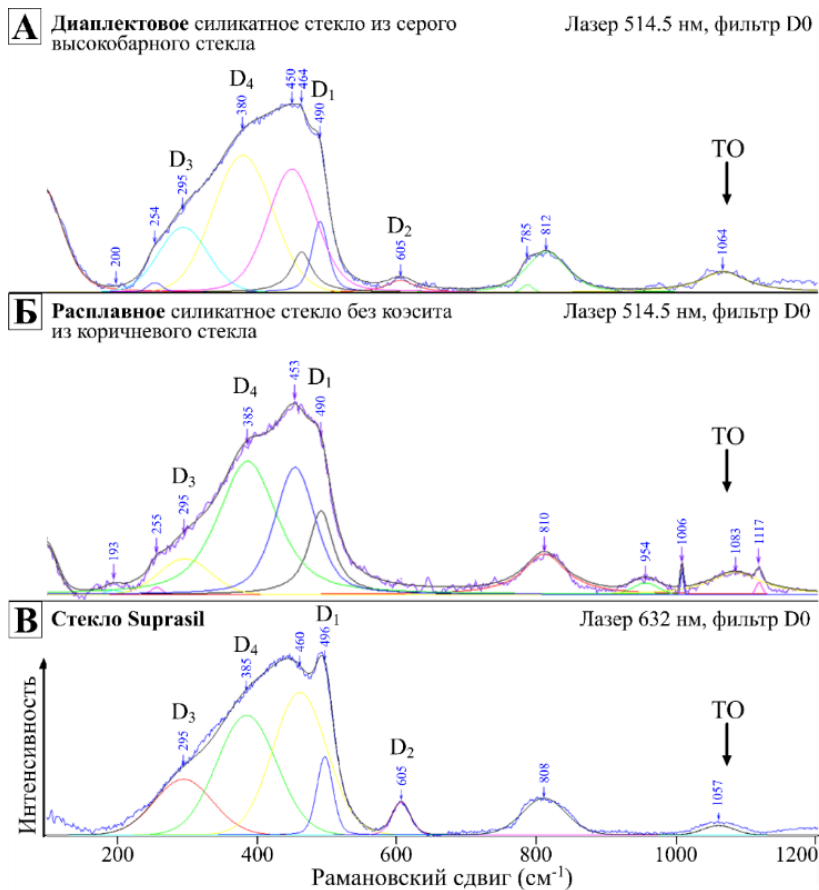 А Диаплектовое силикатное стекло из серого
высокобарного стекла
Лазер 514.5 нм, фильтр D0
200
254
D₃
295
D₄
380
450
464
D₁
490
D₂
605
785
812
TO
1064
Б Расплавное силикатное стекло без коэсита
из коричневого стекла
Лазер 514.5 нм, фильтр D0
193
255
D₃
295
D₄
385
453
D₁
490
810
954
1006
TO
1083
1117
В Стекло Suprasil
Лазер 632 нм, фильтр D0
D₃
295
D₄
385
460
D₁
496
D₂
605
808
TO
1057
Интенсивность
200 400 600 800 1000 1200
Рамановский сдвиг (см⁻¹)